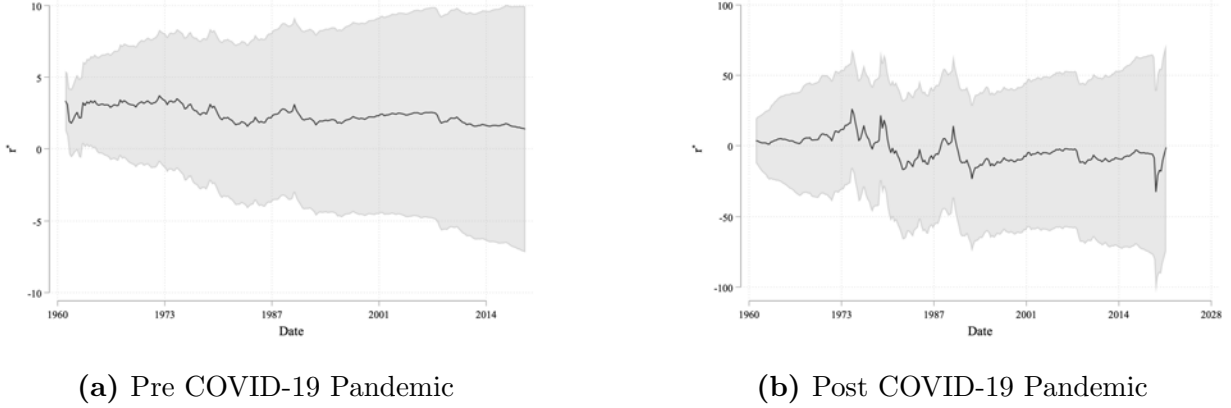 10
5
0
-5
-10
r*
1960 1973 1987 2001 2014
Date
(a) Pre COVID-19 Pandemic
100
50
0
-50
-100
r*
1960 1973 1987 2001 2014 2028
Date
(b) Post COVID-19 Pandemic